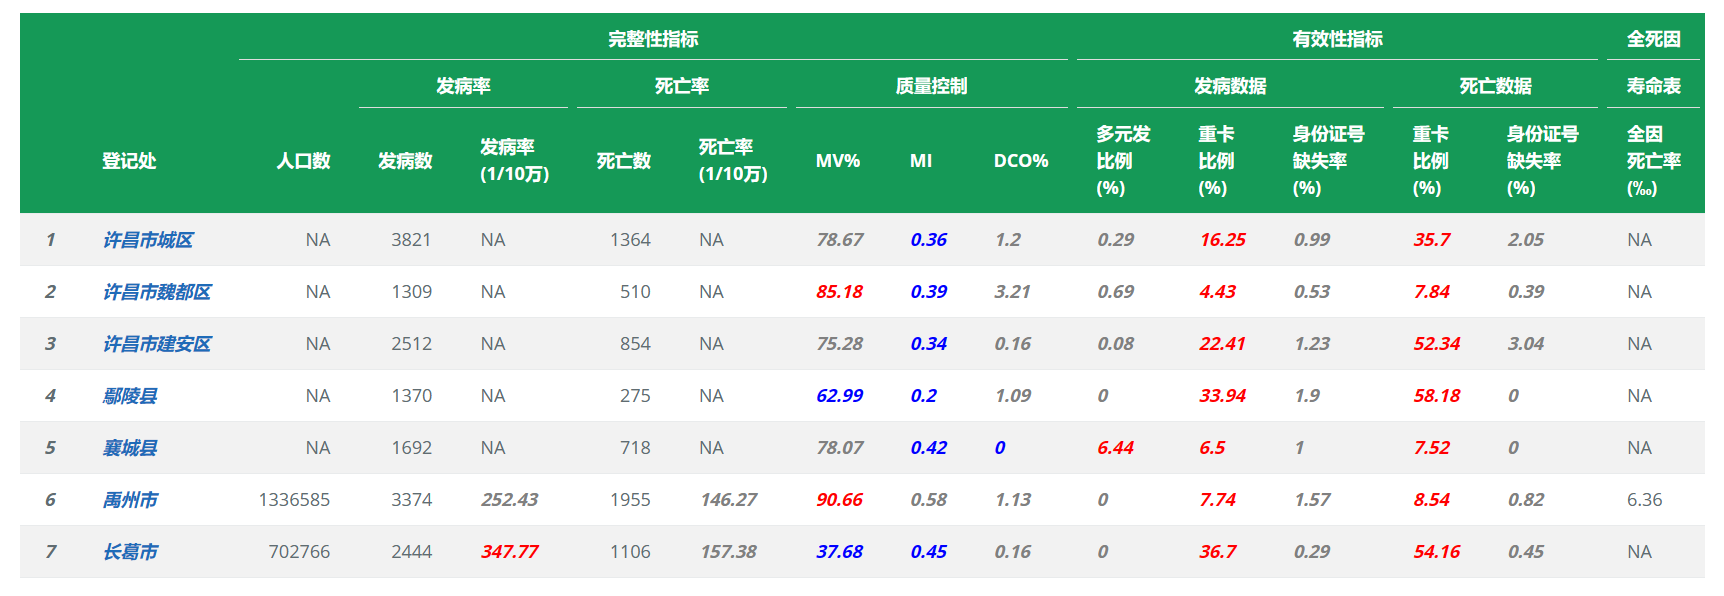 完整性指标 有效性指标 全死因
发病率 死亡率 质量控制 发病数据 死亡数据 寿命表
登记处 人口数 发病数 发病率 (1/10万) 死亡数 死亡率 (1/10万) MV% MI DCO% 多元发 比例 (%) 重卡 比例 (%) 身份证号 缺失率 (%) 重卡 比例 (%) 身份证号 缺失率 (%) 全因 死亡率 (‰)
1 许昌市城区 NA 3821 NA 1364 NA 78.67 0.36 1.2 0.29 16.25 0.99 35.7 2.05 NA
2 许昌市魏都区 NA 1309 NA 510 NA 85.18 0.39 3.21 0.69 4.43 0.53 7.84 0.39 NA
3 许昌市建安区 NA 2512 NA 854 NA 75.28 0.34 0.16 0.08 22.41 1.23 52.34 3.04 NA
4 鄢陵县 NA 1370 NA 275 NA 62.99 0.2 1.09 0 33.94 1.9 58.18 0 NA
5 襄城县 NA 1692 NA 718 NA 78.07 0.42 0 6.44 6.5 1 7.52 0 NA
6 禹州市 1336585 3374 252.43 1955 146.27 90.66 0.58 1.13 0 7.74 1.57 8.54 0.82 6.36
7 长葛市 702766 2444 347.77 1106 157.38 37.68 0.45 0.16 0 36.7 0.29 54.16 0.45 NA